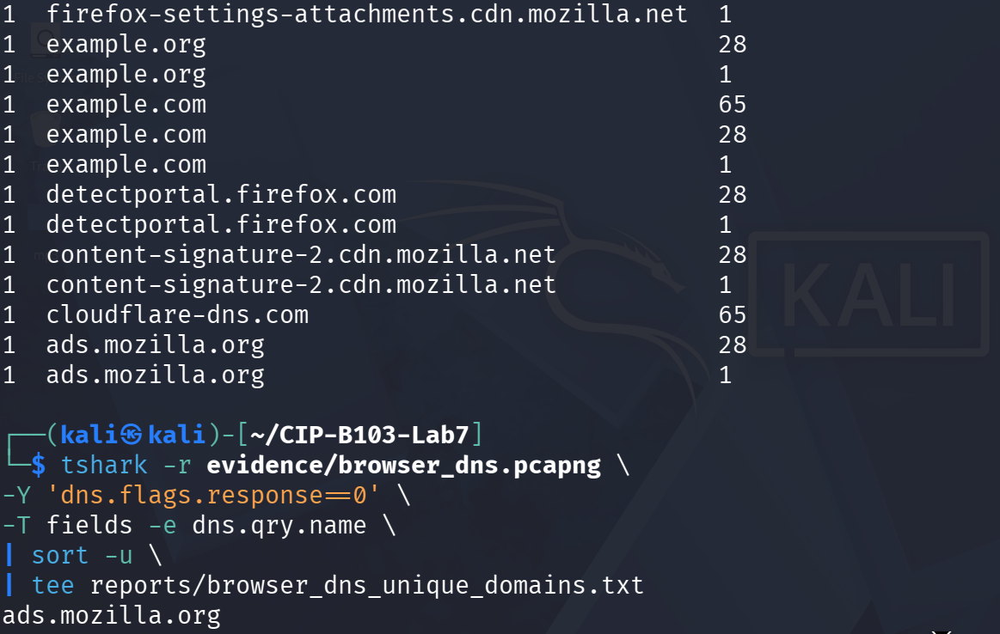 1  firefox-settings-attachments.cdn.mozilla.net  1
1  example.org                                   28
1  example.org                                   1
1  example.com                                   65
1  example.com                                   28
1  example.com                                   1
1  detectportal.firefox.com                      28
1  detectportal.firefox.com                      1
1  content-signature-2.cdn.mozilla.net           28
1  content-signature-2.cdn.mozilla.net           1
1  cloudflare-dns.com                            65
1  ads.mozilla.org                               28
1  ads.mozilla.org                               1
KALI
┌──(kali㉿kali)-[~/CIP-B103-Lab7]
└─$ tshark -r evidence/browser_dns.pcapng \
-Y 'dns.flags.response==0' \
-T fields -e dns.qry.name \
| sort -u \
| tee reports/browser_dns_unique_domains.txt
ads.mozilla.org